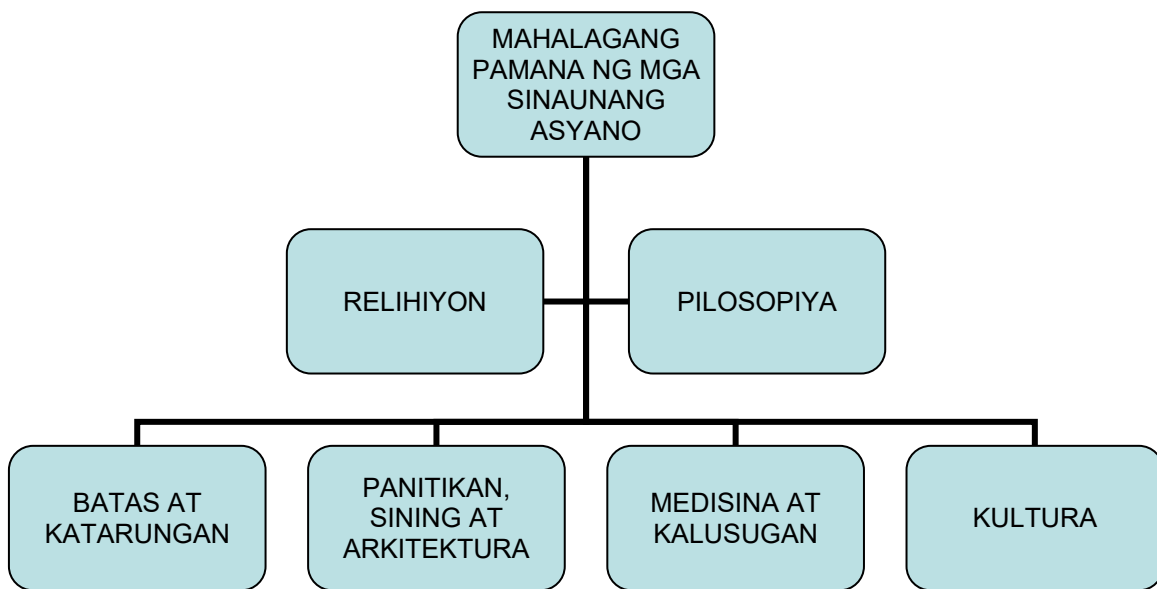 MAHALAGANG
PAMANA NG MGA
SINAUNANG
ASYANO
RELIHIYON
PILOSOPIYA
BATAS AT
KATARUNGAN
PANITIKAN,
SINING AT
ARKITEKTURA
MEDISINA AT
KALUSUGAN
KULTURA